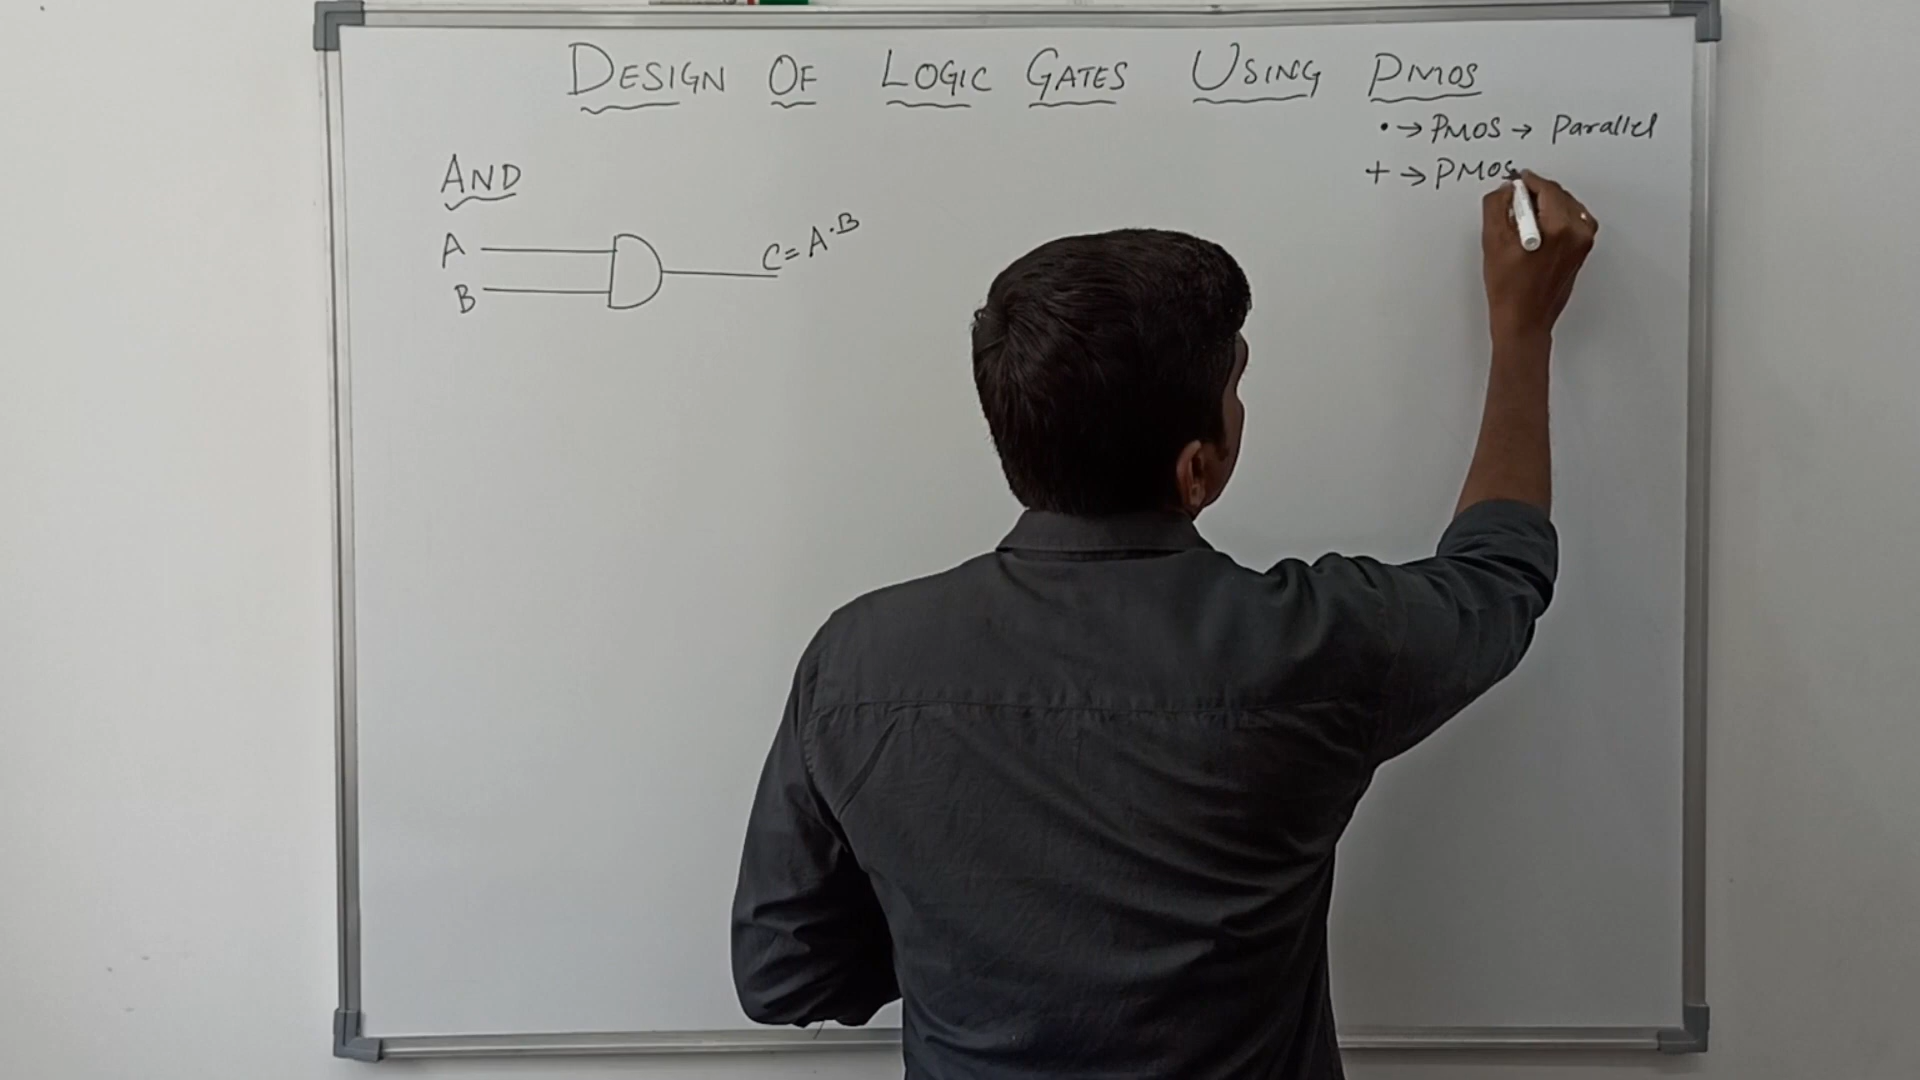 DESIGN OF LOGIC GATES USING PMOS
• → PMOS → Parallel
+ → PMOS
AND
A
B
C = A·B